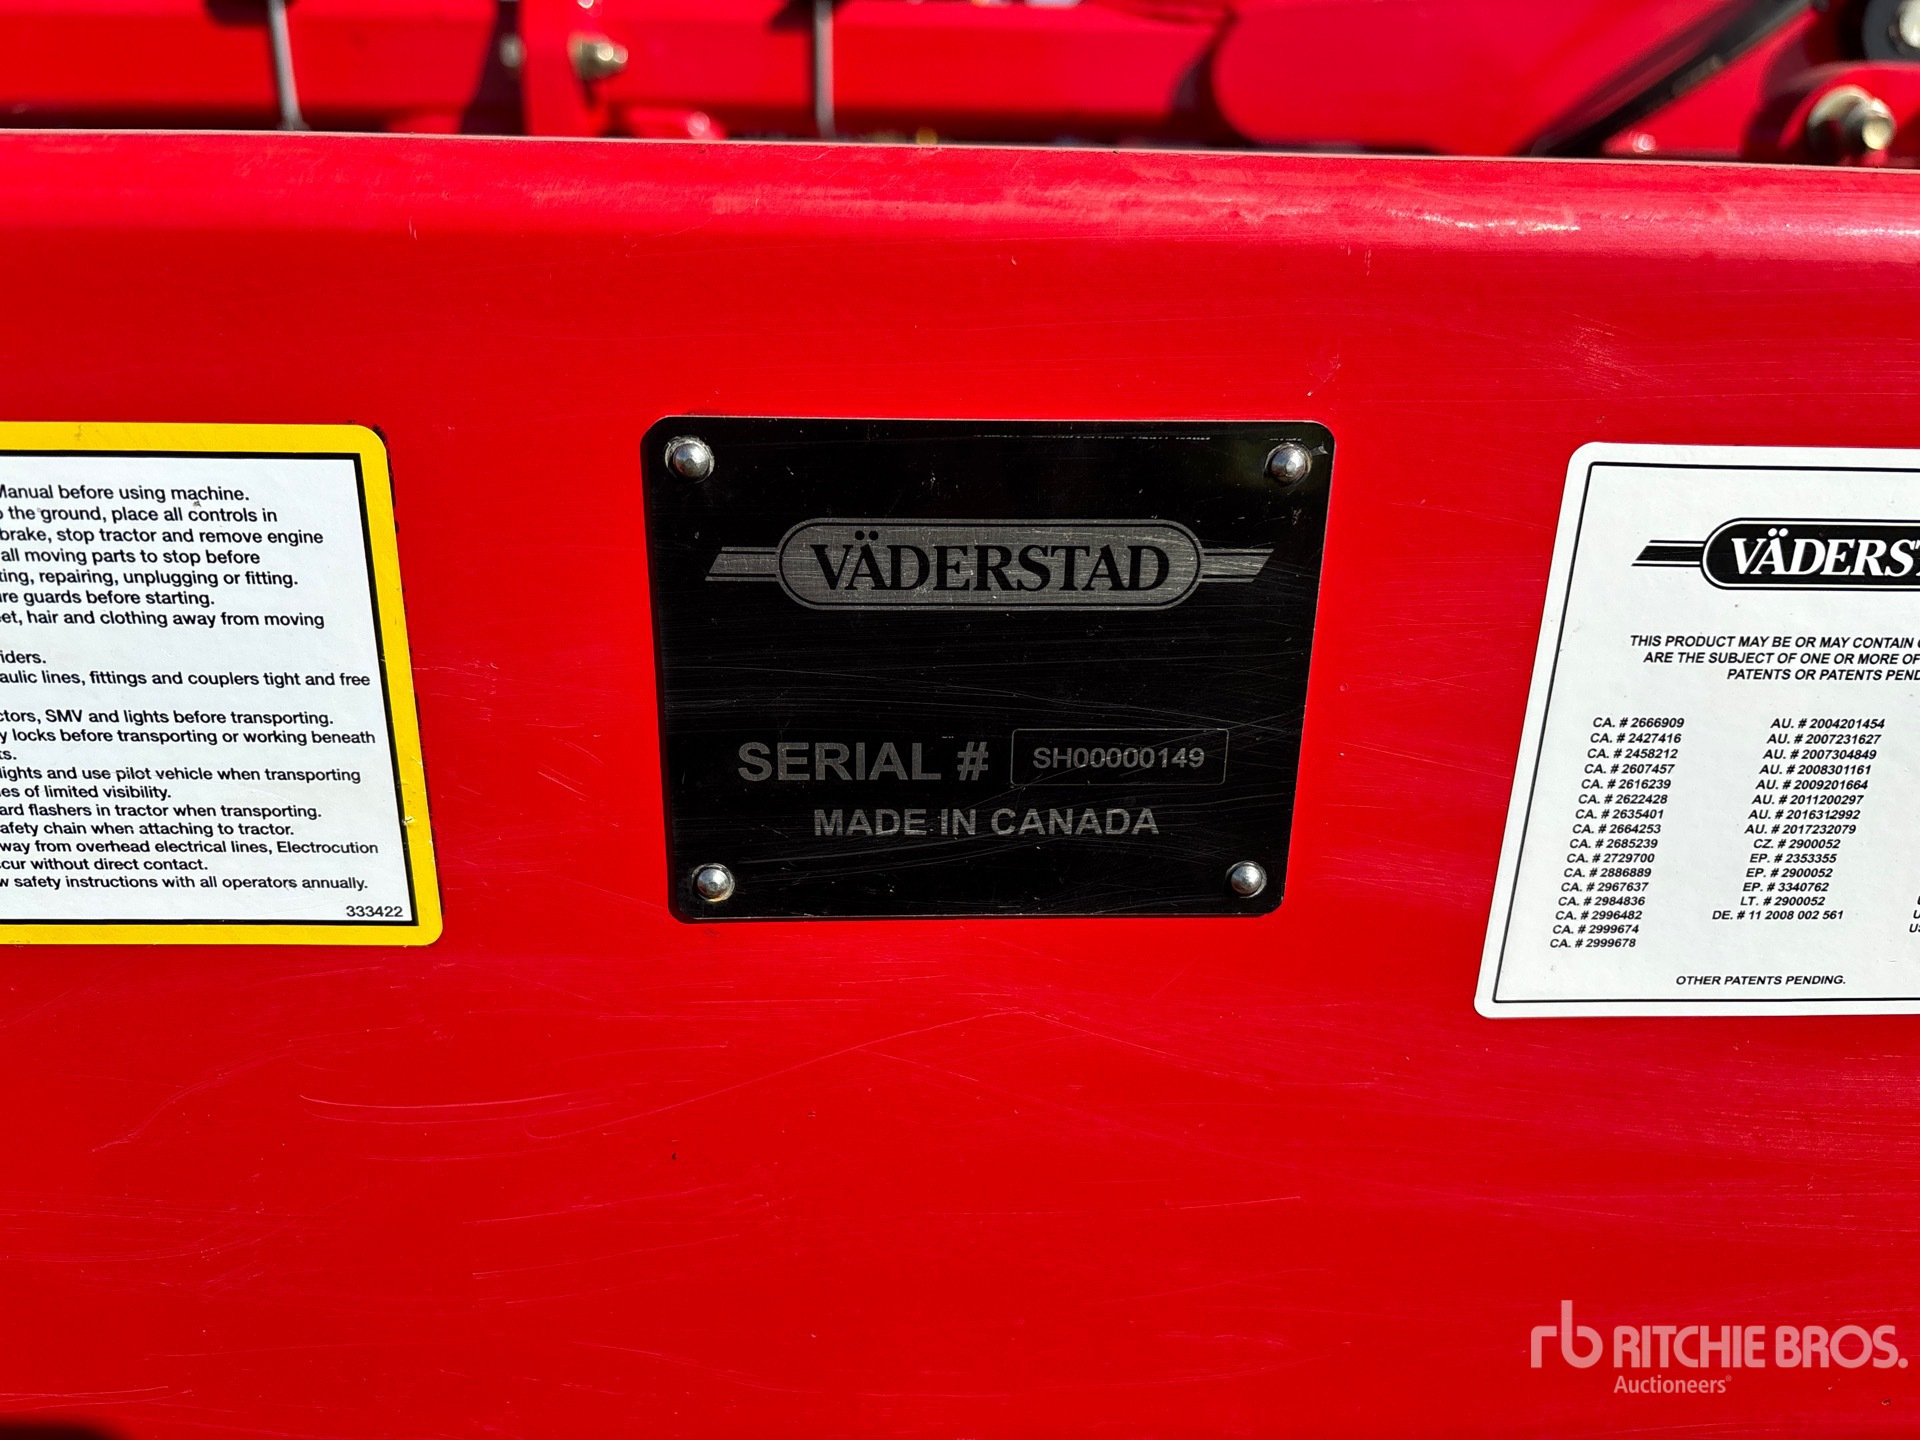 Manual before using machine.
the ground, place all controls in
brake, stop tractor and remove engine
all moving parts to stop before
ting, repairing, unplugging or fitting.
ure guards before starting.
eet, hair and clothing away from moving
iders.
aulic lines, fittings and couplers tight and free
ctors, SMV and lights before transporting.
y locks before transporting or working beneath
ts.
lights and use pilot vehicle when transporting
es of limited visibility.
ard flashers in tractor when transporting.
afety chain when attaching to tractor.
way from overhead electrical lines, Electrocution
cur without direct contact.
w safety instructions with all operators annually.
333422
VÄDERSTAD
SERIAL # SH00000149
MADE IN CANADA
VÄDERST
THIS PRODUCT MAY BE OR MAY CONTAIN
ARE THE SUBJECT OF ONE OR MORE OF
PATENTS OR PATENTS PEND
CA. # 2666909
CA. # 2427416
CA. # 2458212
CA. # 2607457
CA. # 2616239
CA. # 2622428
CA. # 2635401
CA. # 2664253
CA. # 2685239
CA. # 2729700
CA. # 2886889
CA. # 2967637
CA. # 2984836
CA. # 2996482
CA. # 2999674
CA. # 2999678
AU. # 2004201454
AU. # 2007231627
AU. # 2007304849
AU. # 2008301161
AU. # 2009201664
AU. # 2011200297
AU. # 2016312992
AU. # 2017232079
CZ. # 2900052
EP. # 2353355
EP. # 2900052
EP. # 3340762
LT. # 2900052
DE. # 11 2008 002 561
OTHER PATENTS PENDING.
rb RITCHIE BROS.
Auctioneers